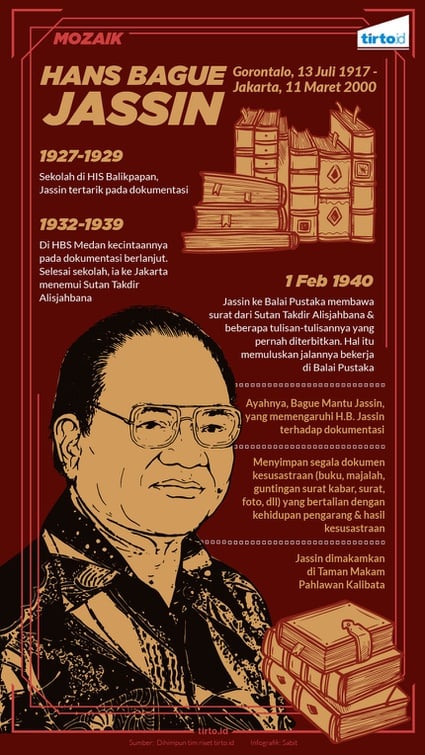 MOZAIK
tirto.id
HANS BAGUE
JASSIN
Gorontalo, 13 Juli 1917 -
Jakarta, 11 Maret 2000
1927-1929
Sekolah di HIS Balikpapan,
Jassin tertarik pada dokumentasi
1932-1939
Di HBS Medan kecintaannya
pada dokumentasi berlanjut.
Selesai sekolah, ia ke Jakarta
menemui Sutan Takdir
Alisjahbana
1 Feb 1940
Jassin ke Balai Pustaka membawa
surat dari Sutan Takdir Alisjahbana &
beberapa tulisan-tulisannya yang
pernah diterbitkan. Hal itu
memuluskan jalannya bekerja
di Balai Pustaka
Ayahnya, Bague Mantu Jassin,
yang memengaruhi H.B. Jassin
terhadap dokumentasi
Menyimpan segala dokumen
kesusastraan (buku, majalah,
guntingan surat kabar, surat,
foto, dll) yang bertalian dengan
kehidupan pengarang & hasil
kesusastraan
Jassin dimakamkan
di Taman Makam
Pahlawan Kalibata
tirto.id
Sumber: Dihimpun tim riset tirto.id Infografik: Sabit